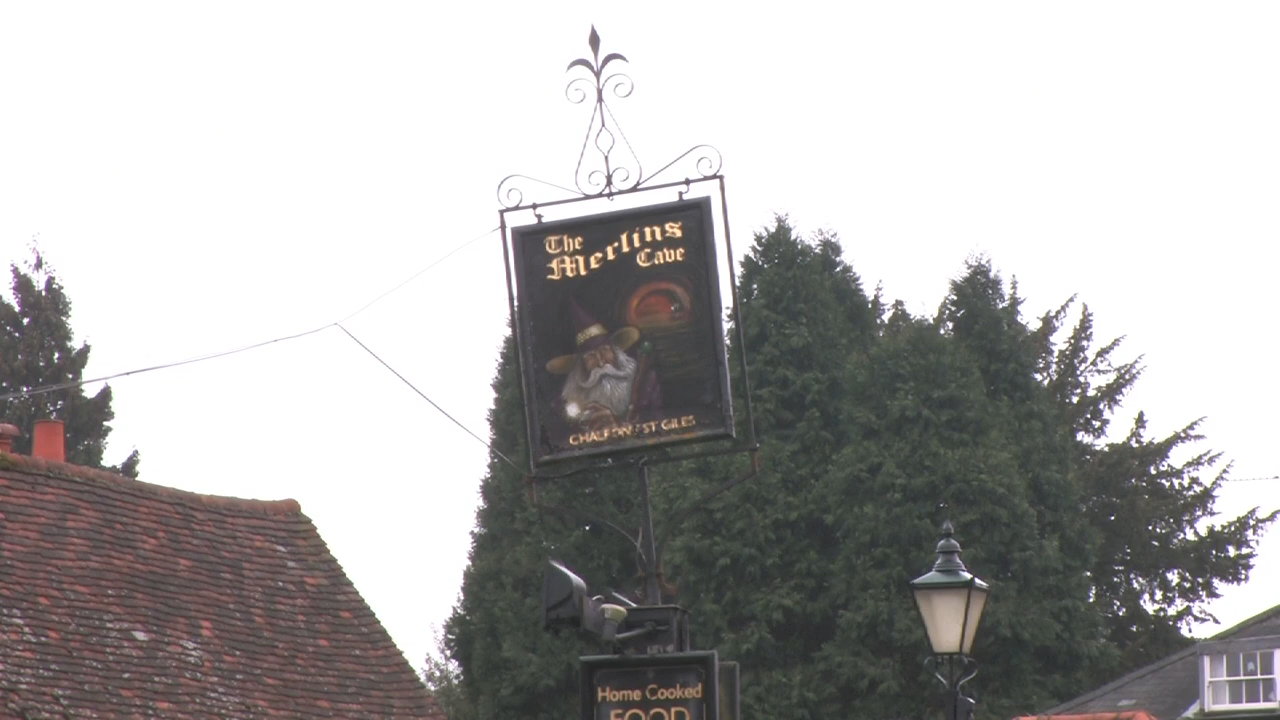 The
Merlins
Cave
CHALFONT ST GILES
Home Cooked
FOOD